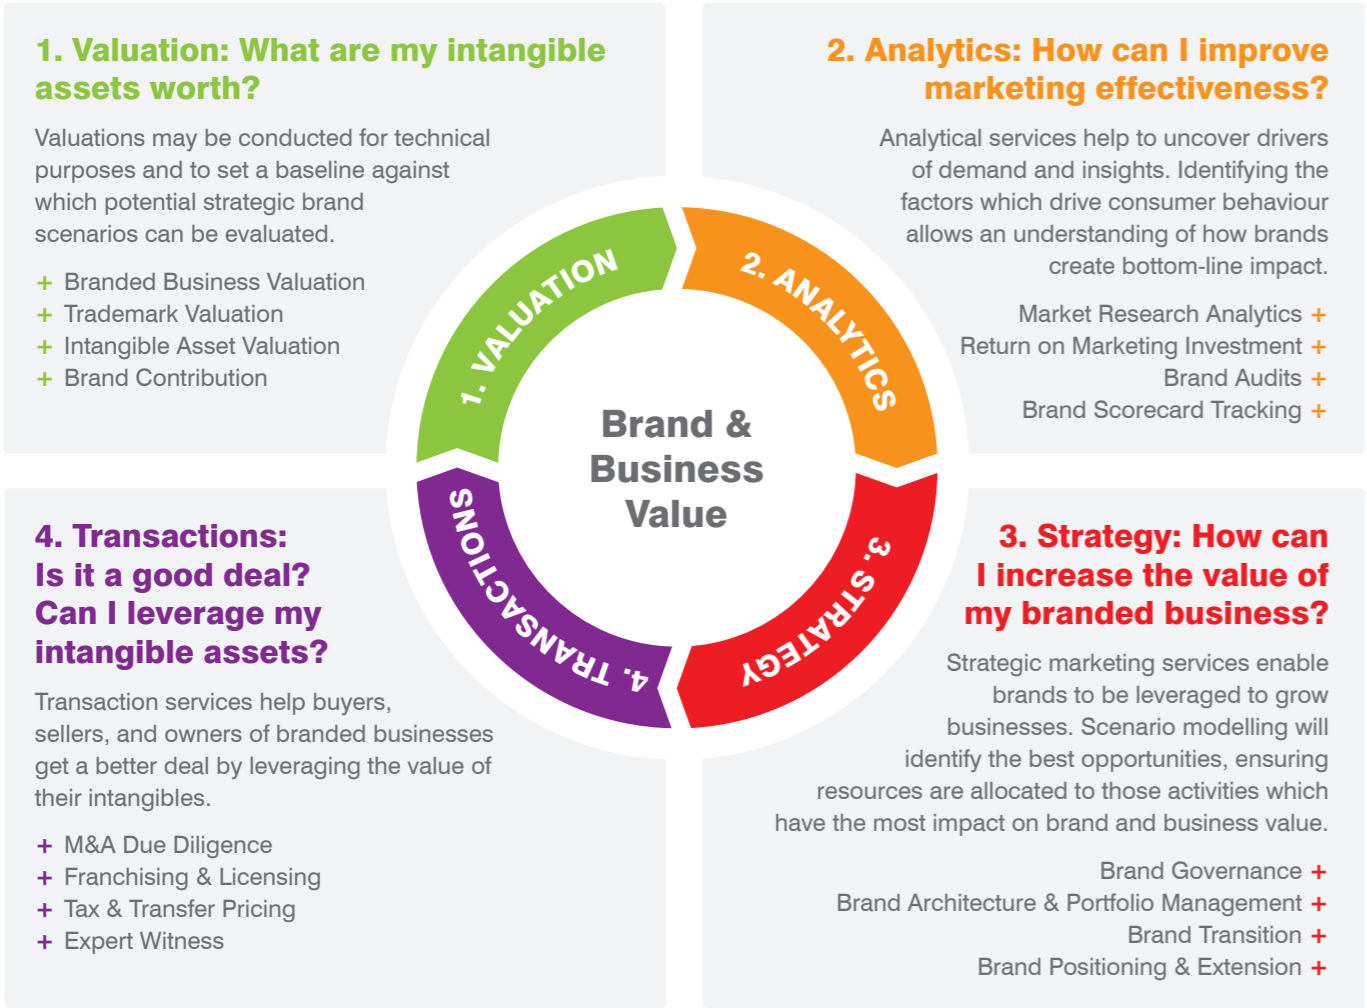 1. Valuation: What are my intangible
assets worth?
Valuations may be conducted for technical
purposes and to set a baseline against
which potential strategic brand
scenarios can be evaluated.
+ Branded Business Valuation
+ Trademark Valuation
+ Intangible Asset Valuation
+ Brand Contribution
2. Analytics: How can I improve
marketing effectiveness?
Analytical services help to uncover drivers
of demand and insights. Identifying the
factors which drive consumer behaviour
allows an understanding of how brands
create bottom-line impact.
Market Research Analytics +
Return on Marketing Investment +
Brand Audits +
Brand Scorecard Tracking +
1. VALUATION
2. ANALYTICS
3. STRATEGY
4. TRANSACTIONS
Brand &
Business
Value
3. Strategy: How can
I increase the value of
my branded business?
Strategic marketing services enable
brands to be leveraged to grow
businesses. Scenario modelling will
identify the best opportunities, ensuring
resources are allocated to those activities which
have the most impact on brand and business value.
Brand Governance +
Brand Architecture & Portfolio Management +
Brand Transition +
Brand Positioning & Extension +
4. Transactions:
Is it a good deal?
Can I leverage my
intangible assets?
Transaction services help buyers,
sellers, and owners of branded businesses
get a better deal by leveraging the value of
their intangibles.
+ M&A Due Diligence
+ Franchising & Licensing
+ Tax & Transfer Pricing
+ Expert Witness